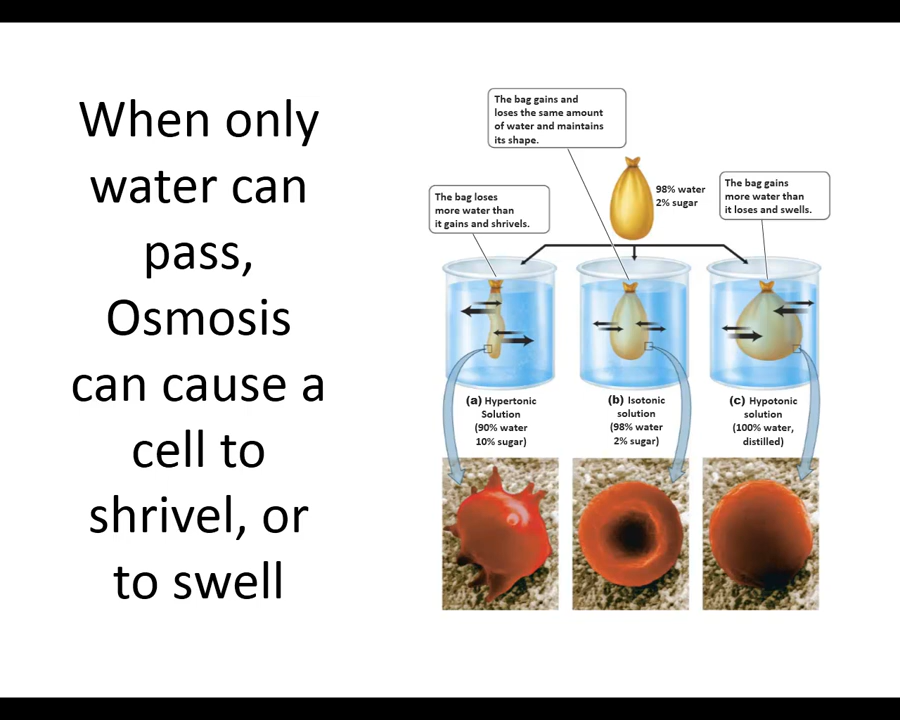 When only
water can
pass,
Osmosis
can cause a
cell to
shrivel, or
to swell
The bag gains and
loses the same amount
of water and maintains
its shape.
98% water
2% sugar
The bag loses
more water than
it gains and shrivels.
The bag gains
more water than
it loses and swells.
(a) Hypertonic
Solution
(90% water
10% sugar)
(b) Isotonic
solution
(98% water
2% sugar)
(c) Hypotonic
solution
(100% water,
distilled)